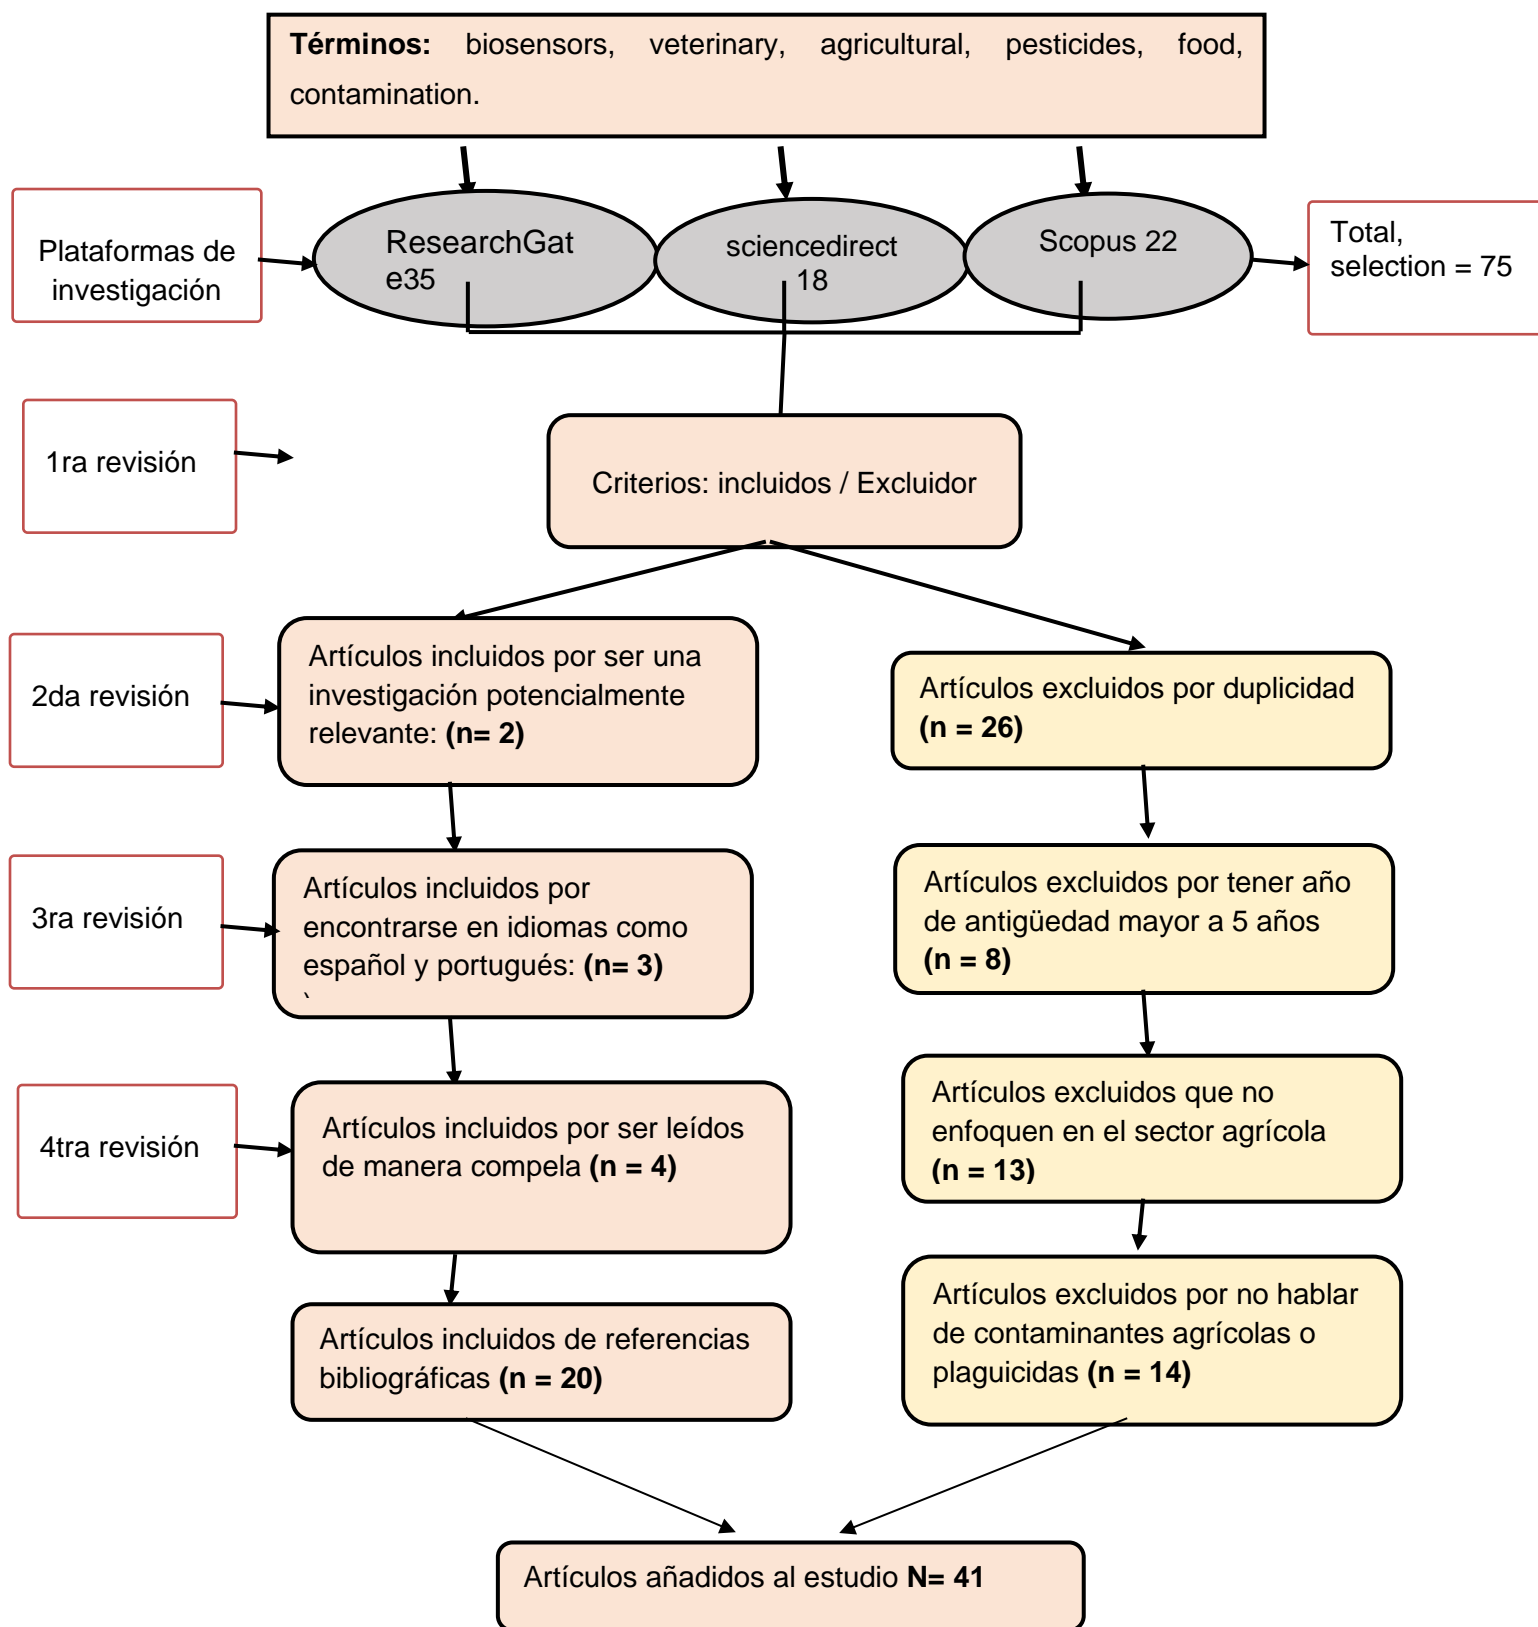 Términos: biosensors, veterinary, agricultural, pesticides, food,
contamination.
Plataformas de
investigación
ResearchGat
e35
sciencedirect
18
Scopus 22
Total,
selection = 75
1ra revisión
Criterios: incluidos / Excluidor
2da revisión
Artículos incluidos por ser una
investigación potencialmente
relevante: (n= 2)
Artículos excluidos por duplicidad
(n = 26)
3ra revisión
Artículos incluidos por
encontrarse en idiomas como
español y portugués: (n= 3)
`
Artículos excluidos por tener año
de antigüedad mayor a 5 años
(n = 8)
4tra revisión
Artículos incluidos por ser leídos
de manera compela (n = 4)
Artículos excluidos que no
enfoquen en el sector agrícola
(n = 13)
Artículos incluidos de referencias
bibliográficas (n = 20)
Artículos excluidos por no hablar
de contaminantes agrícolas o
plaguicidas (n = 14)
Artículos añadidos al estudio N= 41